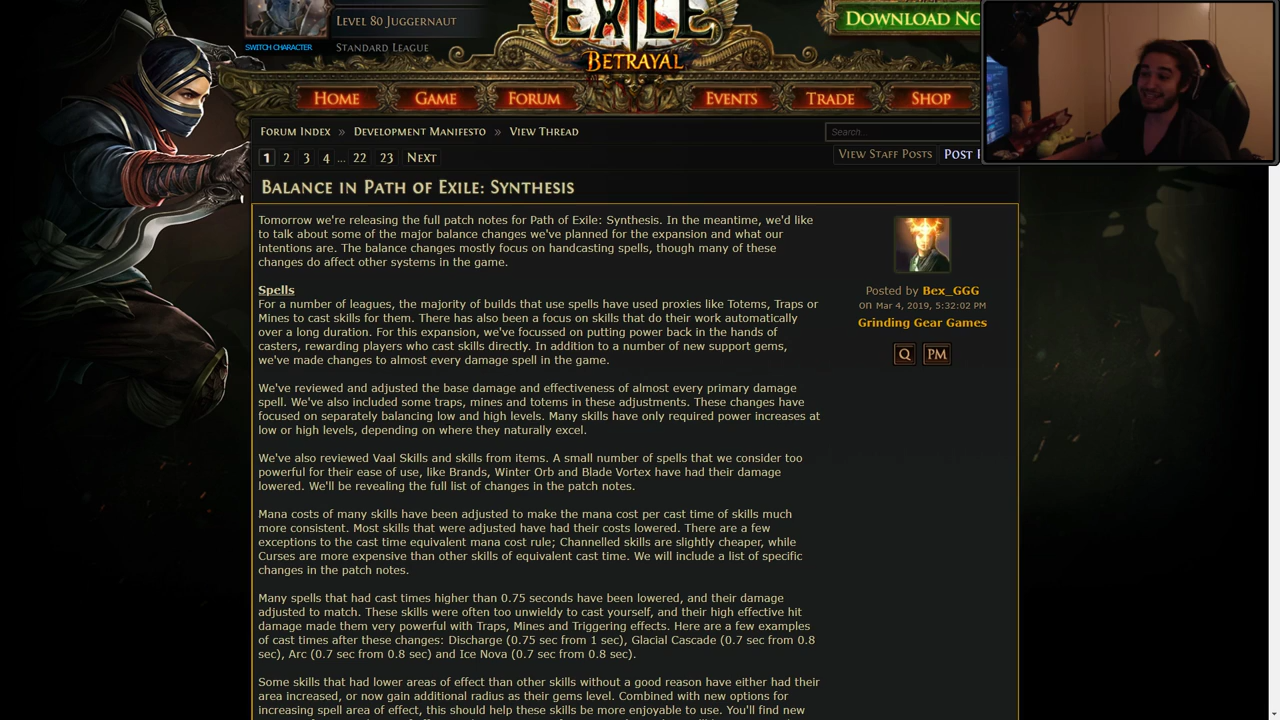 EXILE
BETRAYAL
LEVEL 80 JUGGERNAUT
SWITCH CHARACTER
STANDARD LEAGUE
DOWNLOAD NO
HOME
GAME
FORUM
EVENTS
TRADE
SHOP
FORUM INDEX » DEVELOPMENT MANIFESTO » VIEW THREAD
Search...
1 2 3 4 ... 22 23 NEXT
VIEW STAFF POSTS
POST
BALANCE IN PATH OF EXILE: SYNTHESIS
Tomorrow we're releasing the full patch notes for Path of Exile: Synthesis. In the meantime, we'd like
to talk about some of the major balance changes we've planned for the expansion and what our
intentions are. The balance changes mostly focus on handcasting spells, though many of these
changes do affect other systems in the game.
Spells
For a number of leagues, the majority of builds that use spells have used proxies like Totems, Traps or
Mines to cast skills for them. There has also been a focus on skills that do their work automatically
over a long duration. For this expansion, we've focussed on putting power back in the hands of
casters, rewarding players who cast skills directly. In addition to a number of new support gems,
we've made changes to almost every damage spell in the game.
We've reviewed and adjusted the base damage and effectiveness of almost every primary damage
spell. We've also included some traps, mines and totems in these adjustments. These changes have
focused on separately balancing low and high levels. Many skills have only required power increases at
low or high levels, depending on where they naturally excel.
We've also reviewed Vaal Skills and skills from items. A small number of spells that we consider too
powerful for their ease of use, like Brands, Winter Orb and Blade Vortex have had their damage
lowered. We'll be revealing the full list of changes in the patch notes.
Mana costs of many skills have been adjusted to make the mana cost per cast time of skills much
more consistent. Most skills that were adjusted have had their costs lowered. There are a few
exceptions to the cast time equivalent mana cost rule; Channelled skills are slightly cheaper, while
Curses are more expensive than other skills of equivalent cast time. We will include a list of specific
changes in the patch notes.
Many spells that had cast times higher than 0.75 seconds have been lowered, and their damage
adjusted to match. These skills were often too unwieldy to cast yourself, and their high effective hit
damage made them very powerful with Traps, Mines and Triggering effects. Here are a few examples
of cast times after these changes: Discharge (0.75 sec from 1 sec), Glacial Cascade (0.7 sec from 0.8
sec), Arc (0.7 sec from 0.8 sec) and Ice Nova (0.7 sec from 0.8 sec).
Some skills that had lower areas of effect than other skills without a good reason have either had their
area increased, or now gain additional radius as their gems level. Combined with new options for
increasing spell area of effect, this should help these skills be more enjoyable to use. You'll find new
Posted by Bex_GGG
on Mar 4, 2019, 5:32:02 PM
Grinding Gear Games
Q
PM